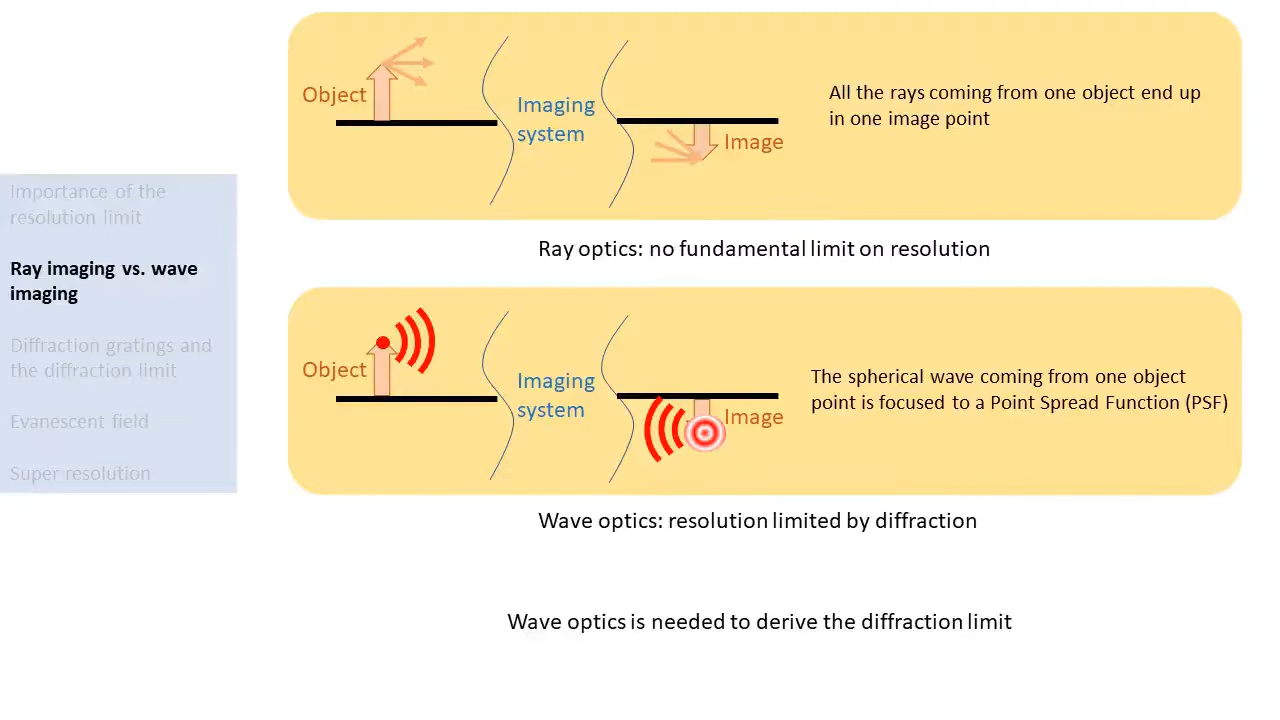 Importance of the
resolution limit
Ray imaging vs. wave
imaging
Diffraction gratings and
the diffraction limit
Evanescent field
Super resolution
Object
Imaging
system
Image
All the rays coming from one object end up
in one image point
Ray optics: no fundamental limit on resolution
Object
Imaging
system
Image
The spherical wave coming from one object
point is focused to a Point Spread Function (PSF)
Wave optics: resolution limited by diffraction
Wave optics is needed to derive the diffraction limit